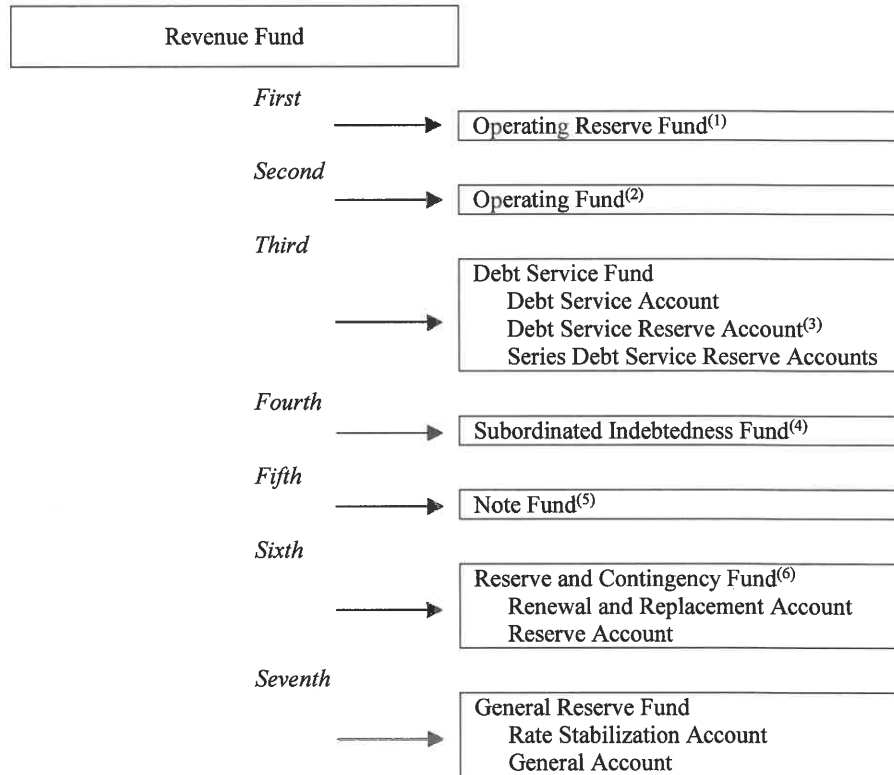 Revenue Fund
First
Operating Reserve Fund(1)
Second
Operating Fund(2)
Third
Debt Service Fund
Debt Service Account
Debt Service Reserve Account(3)
Series Debt Service Reserve Accounts
Fourth
Subordinated Indebtedness Fund(4)
Fifth
Note Fund(5)
Sixth
Reserve and Contingency Fund(6)
Renewal and Replacement Account
Reserve Account
Seventh
General Reserve Fund
Rate Stabilization Account
General Account